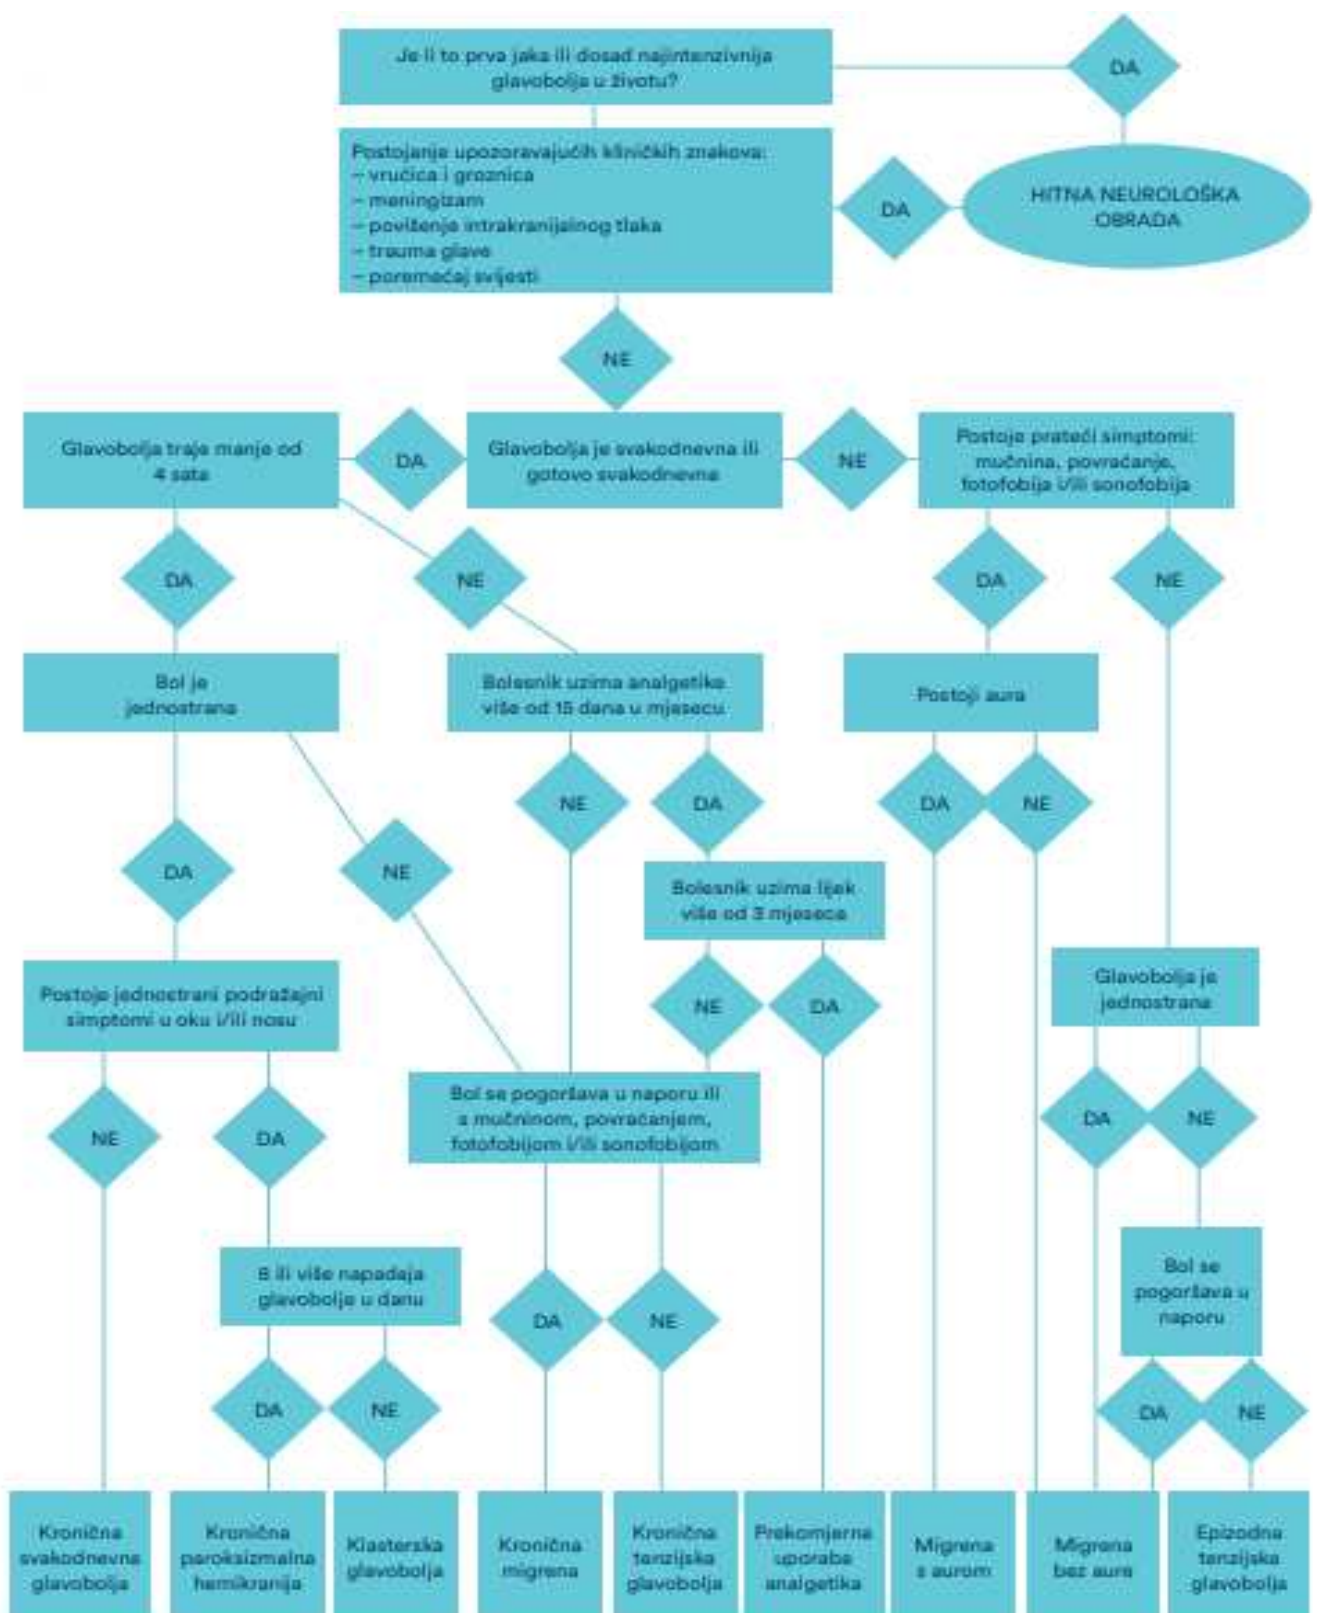 Je li to prva jaka ili dosad najintenzivnija
glavobolja u životu?
DA
Postojanje upozoravajućih kliničkih znakova:
– vrućica i groznica
– meningizam
– povišenje intrakranijalnog tlaka
– trauma glave
– poremećaj svijesti
DA
HITNA NEUROLOŠKA
OBRADA
NE
Glavobolja traje manje od
4 sata
DA
Glavobolja je svakodnevna ili
gotovo svakodnevna
NE
Postoje prateći simptomi:
mučnina, povraćanje,
fotofobija i/ili sonofobija
DA
NE
DA
NE
Bol je
jednostrana
Bolesnik uzima analgetike
više od 15 dana u mjesecu
Postoji aura
NE
DA
DA
NE
DA
NE
Bolesnik uzima lijek
više od 3 mjeseca
Postoje jednostrani podražajni
simptomi u oku i/ili nosu
NE
DA
Glavobolja je
jednostrana
NE
DA
Bol se pogoršava u naporu ili
s mučninom, povraćanjem,
fotofobijom i/ili sonofobijom
DA
NE
8 ili više napadaja
glavobolje u danu
DA
NE
Bol se
pogoršava u
naporu
DA
NE
DA
NE
Kronična
svakodnevna
glavobolja
Kronična
paroksizmalna
hemikranija
Klasterska
glavobolja
Kronična
migrena
Kronična
tenzijska
glavobolja
Prekomjerna
uporaba
analgetika
Migrena
s aurom
Migrena
bez aure
Epizodna
tenzijska
glavobolja